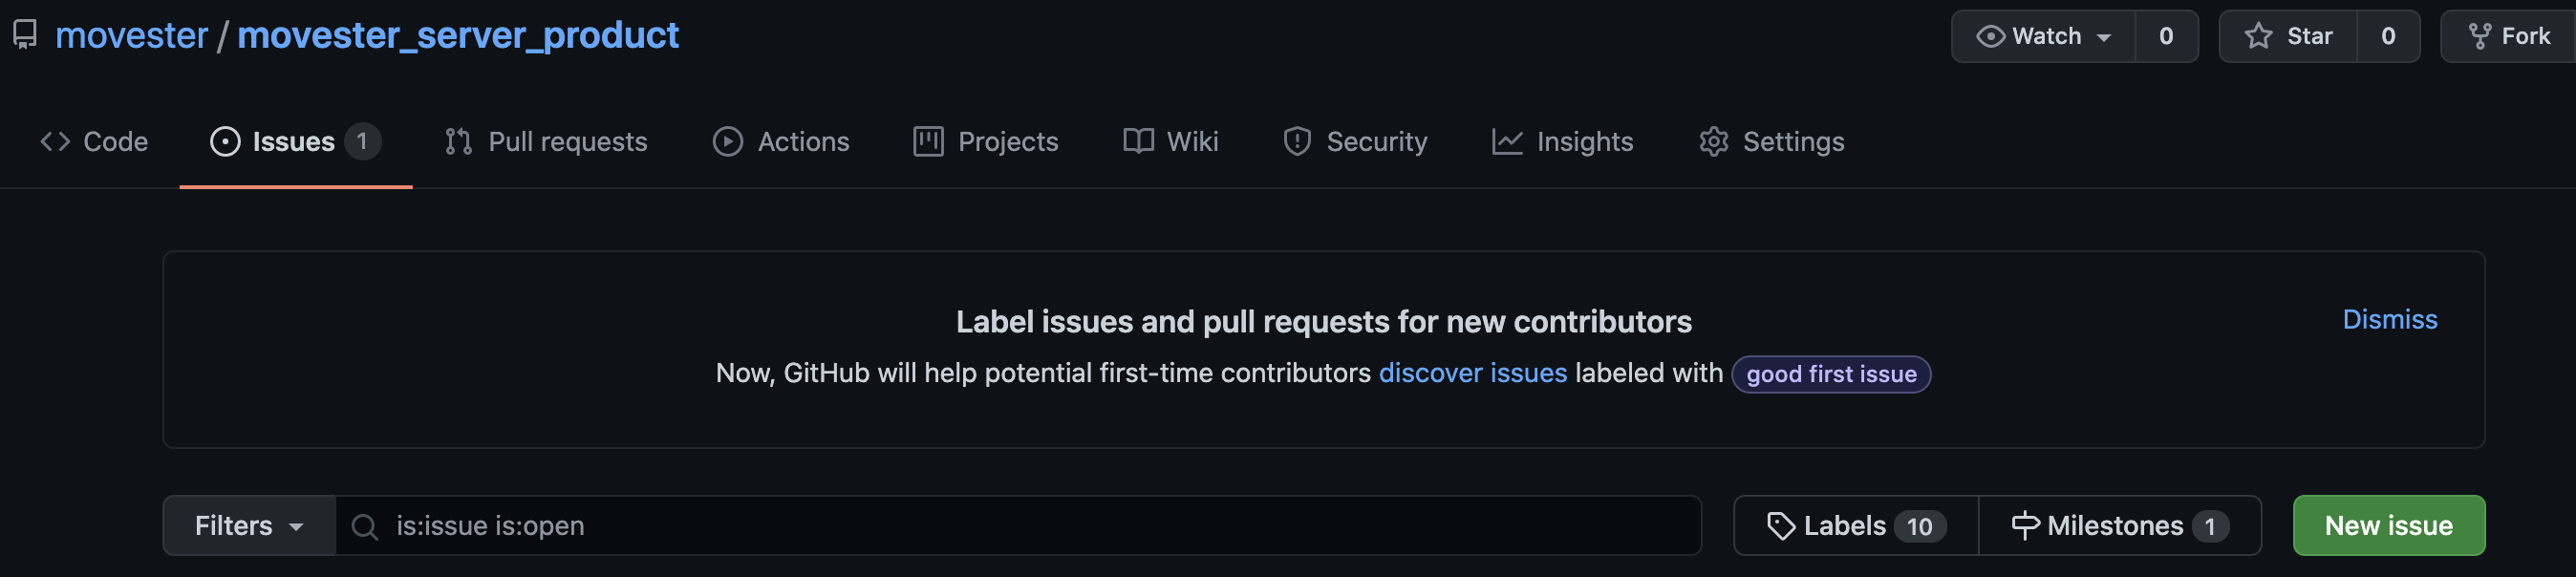 movester / movester_server_product
Watch 0 Star 0 Fork
Code Issues 1 Pull requests Actions Projects Wiki Security Insights Settings
Label issues and pull requests for new contributors
Dismiss
Now, GitHub will help potential first-time contributors discover issues labeled with good first issue
Filters is:issue is:open Labels 10 Milestones 1 New issue